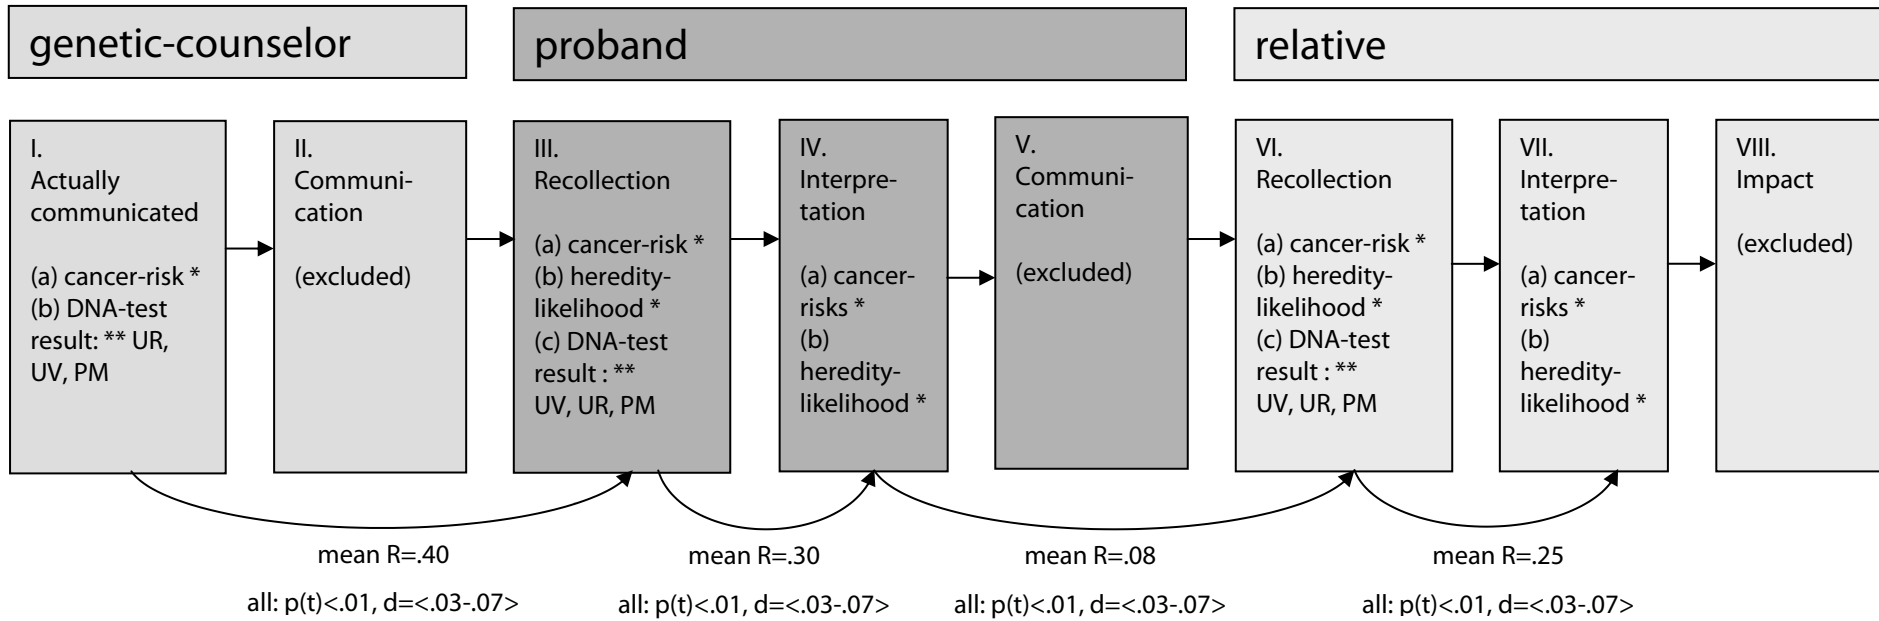 genetic-counselor
proband
relative
I.
Actually
communicated
(a) cancer-risk *
(b) DNA-test
result: ** UR,
UV, PM
II.
Communi-
cation
(excluded)
III.
Recollection
(a) cancer-risk *
(b) heredity-
likelihood *
(c) DNA-test
result : **
UV, UR, PM
IV.
Interpre-
tation
(a) cancer-
risks *
(b)
heredity-
likelihood *
V.
Communi-
cation
(excluded)
VI.
Recollection
(a) cancer-risk *
(b) heredity-
likelihood *
(c) DNA-test
result : **
UV, UR, PM
VII.
Interpre-
tation
(a) cancer-
risks *
(b)
heredity-
likelihood *
VIII.
Impact
(excluded)
mean R=.40
all: p(t)<.01, d=<.03-.07>
mean R=.30
all: p(t)<.01, d=<.03-.07>
mean R=.08
all: p(t)<.01, d=<.03-.07>
mean R=.25
all: p(t)<.01, d=<.03-.07>